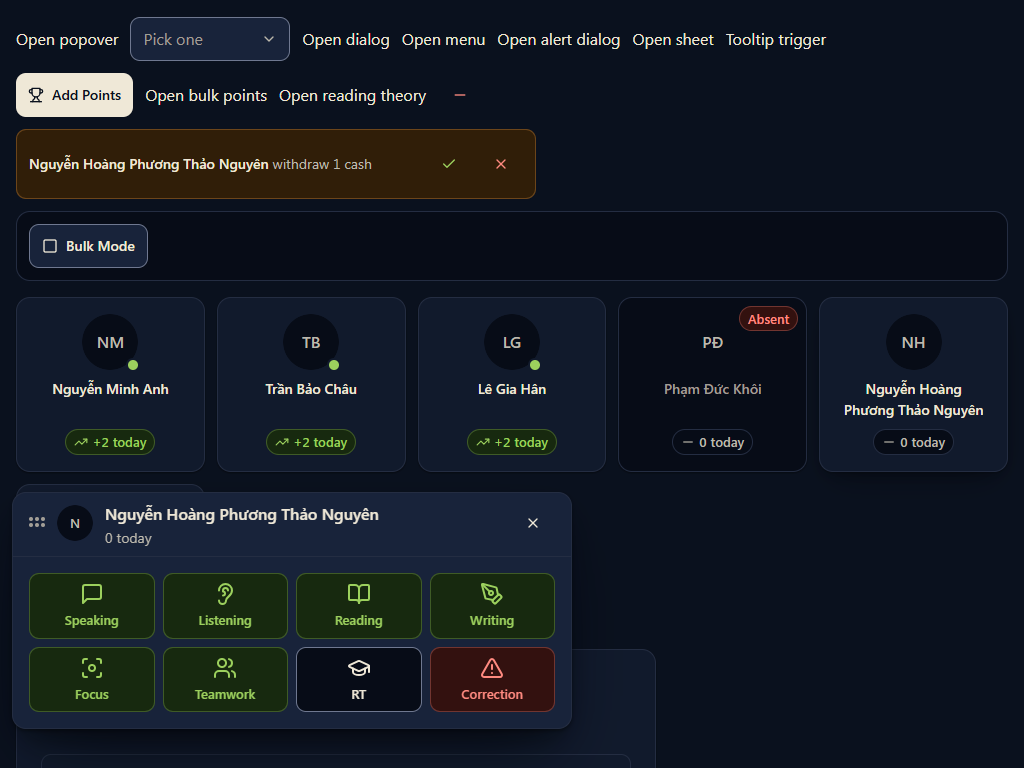 Open popover Pick one Open dialog Open menu Open alert dialog Open sheet Tooltip trigger
Add Points Open bulk points Open reading theory
Nguyễn Hoàng Phương Thảo Nguyên withdraw 1 cash
Bulk Mode
NM
Nguyễn Minh Anh
+2 today
TB
Trần Bảo Châu
+2 today
LG
Lê Gia Hân
+2 today
Absent
PĐ
Phạm Đức Khôi
0 today
NH
Nguyễn Hoàng
Phương Thảo Nguyên
0 today
N
Nguyễn Hoàng Phương Thảo Nguyên
0 today
Speaking
Listening
Reading
Writing
Focus
Teamwork
RT
Correction